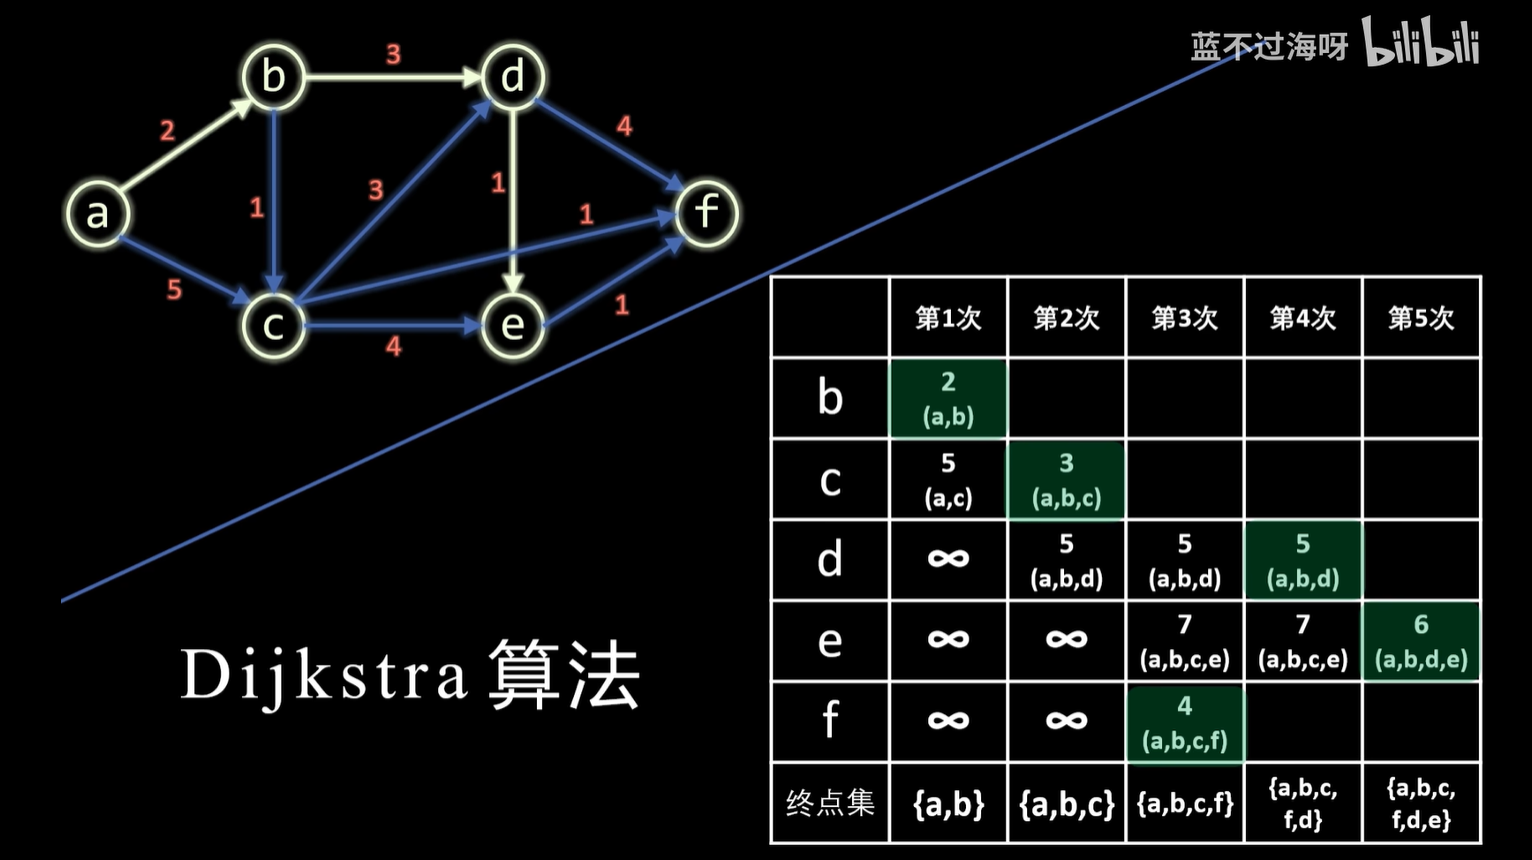 蓝不过海呀 bilibili
b
3
d
2
4
a
1
3
1
1
f
5
c
4
e
1
第1次 第2次 第3次 第4次 第5次
b 2
(a,b)
c 5 3
(a,c) (a,b,c)
d ∞ 5 5 5
(a,b,d) (a,b,d) (a,b,d)
e ∞ ∞ 7 7 6
(a,b,c,e) (a,b,c,e) (a,b,d,e)
f ∞ ∞ 4
(a,b,c,f)
终点集 {a,b} {a,b,c} {a,b,c,f} {a,b,c, {a,b,c,
f,d} f,d,e}
Dijkstra 算法